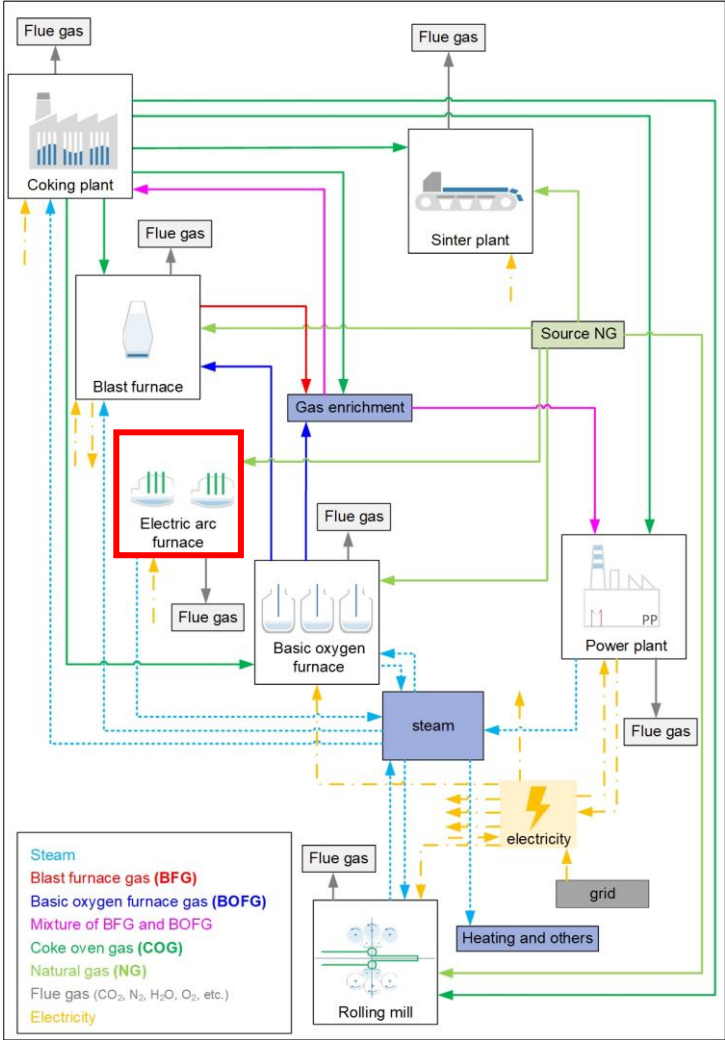 Flue gas
Flue gas
Coking plant
Sinter plant
Flue gas
Blast furnace
Source NG
Gas enrichment
Electric arc
furnace
Flue gas
Flue gas
Basic oxygen
furnace
PP
Power plant
Flue gas
steam
electricity
grid
Flue gas
Heating and others
Rolling mill
Steam
Blast furnace gas (BFG)
Basic oxygen furnace gas (BOFG)
Mixture of BFG and BOFG
Coke oven gas (COG)
Natural gas (NG)
Flue gas (CO₂, N₂, H₂O, O₂, etc.)
Electricity